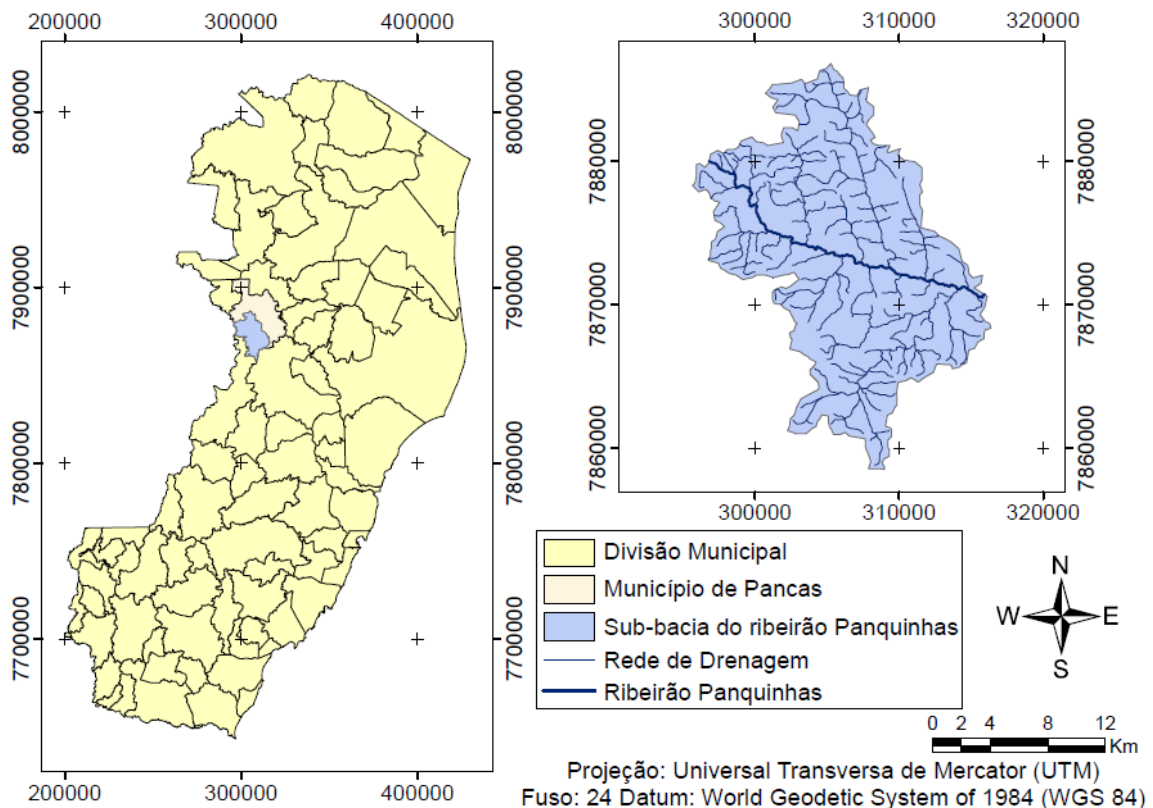 200000 300000 400000
8000000 8000000
7900000 7900000
7800000 7800000
7700000 7700000
200000 300000 400000
300000 310000 320000
7880000 7880000
7870000 7870000
7860000 7860000
300000 310000 320000
Divisão Municipal
Município de Pancas
Sub-bacia do ribeirão Panquinhas
Rede de Drenagem
Ribeirão Panquinhas
N
W E
S
0 2 4 8 12
Km
Projeção: Universal Transversa de Mercator (UTM)
Fuso: 24 Datum: World Geodetic System of 1984 (WGS 84)